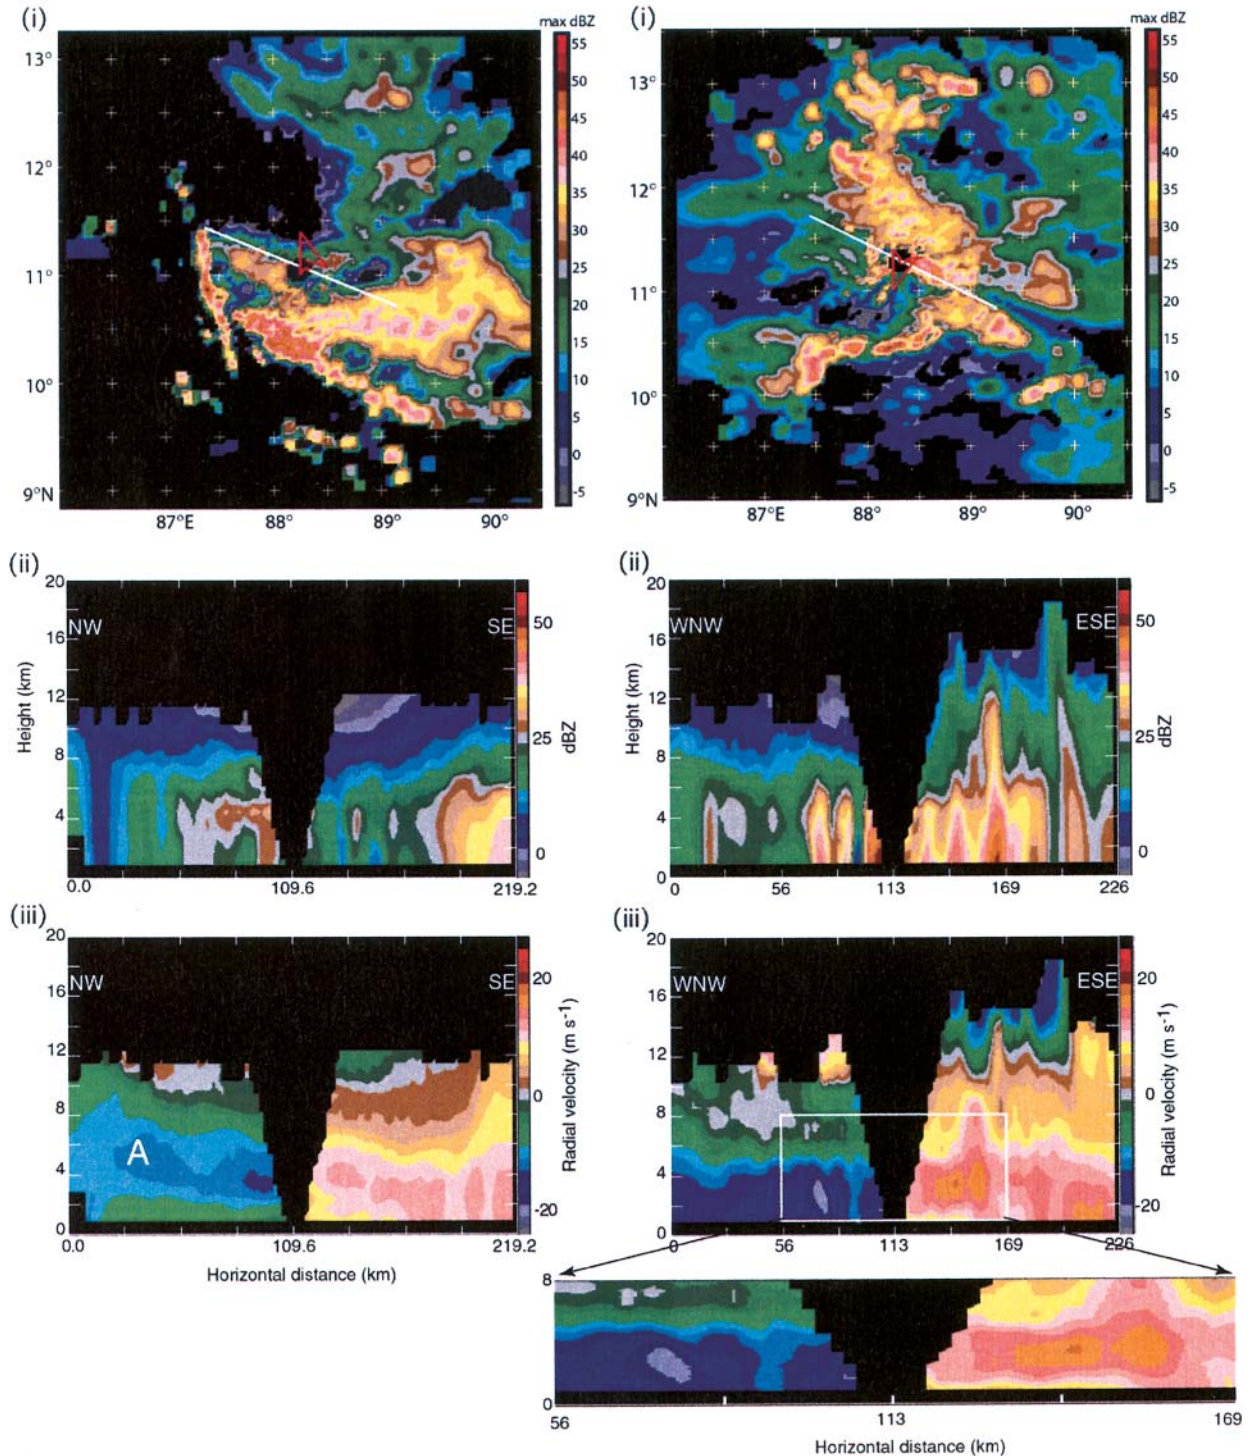 (i)
max dBZ
13°
12°
11°
10°
9°N
87°E 88° 89° 90°
55
50
45
40
35
30
25
20
15
10
5
0
-5
(i)
max dBZ
13°
12°
11°
10°
9°N
87°E 88° 89° 90°
55
50
45
40
35
30
25
20
15
10
5
0
-5
(ii)
Height (km)
20
16
12
8
4
0
NW SE
0.0 109.6 219.2
50
25
0
dBZ
(ii)
Height (km)
20
16
12
8
4
0
WNW ESE
0 56 113 169 226
50
25
0
dBZ
(iii)
20
16
12
8
4
0
NW SE
A
0.0 109.6 219.2
Horizontal distance (km)
20
0
-20
Radial velocity (m s-1)
(iii)
20
16
12
8
4
0
WNW ESE
0 56 113 169 226
20
0
-20
Radial velocity (m s-1)
8
0
56 113 169
Horizontal distance (km)